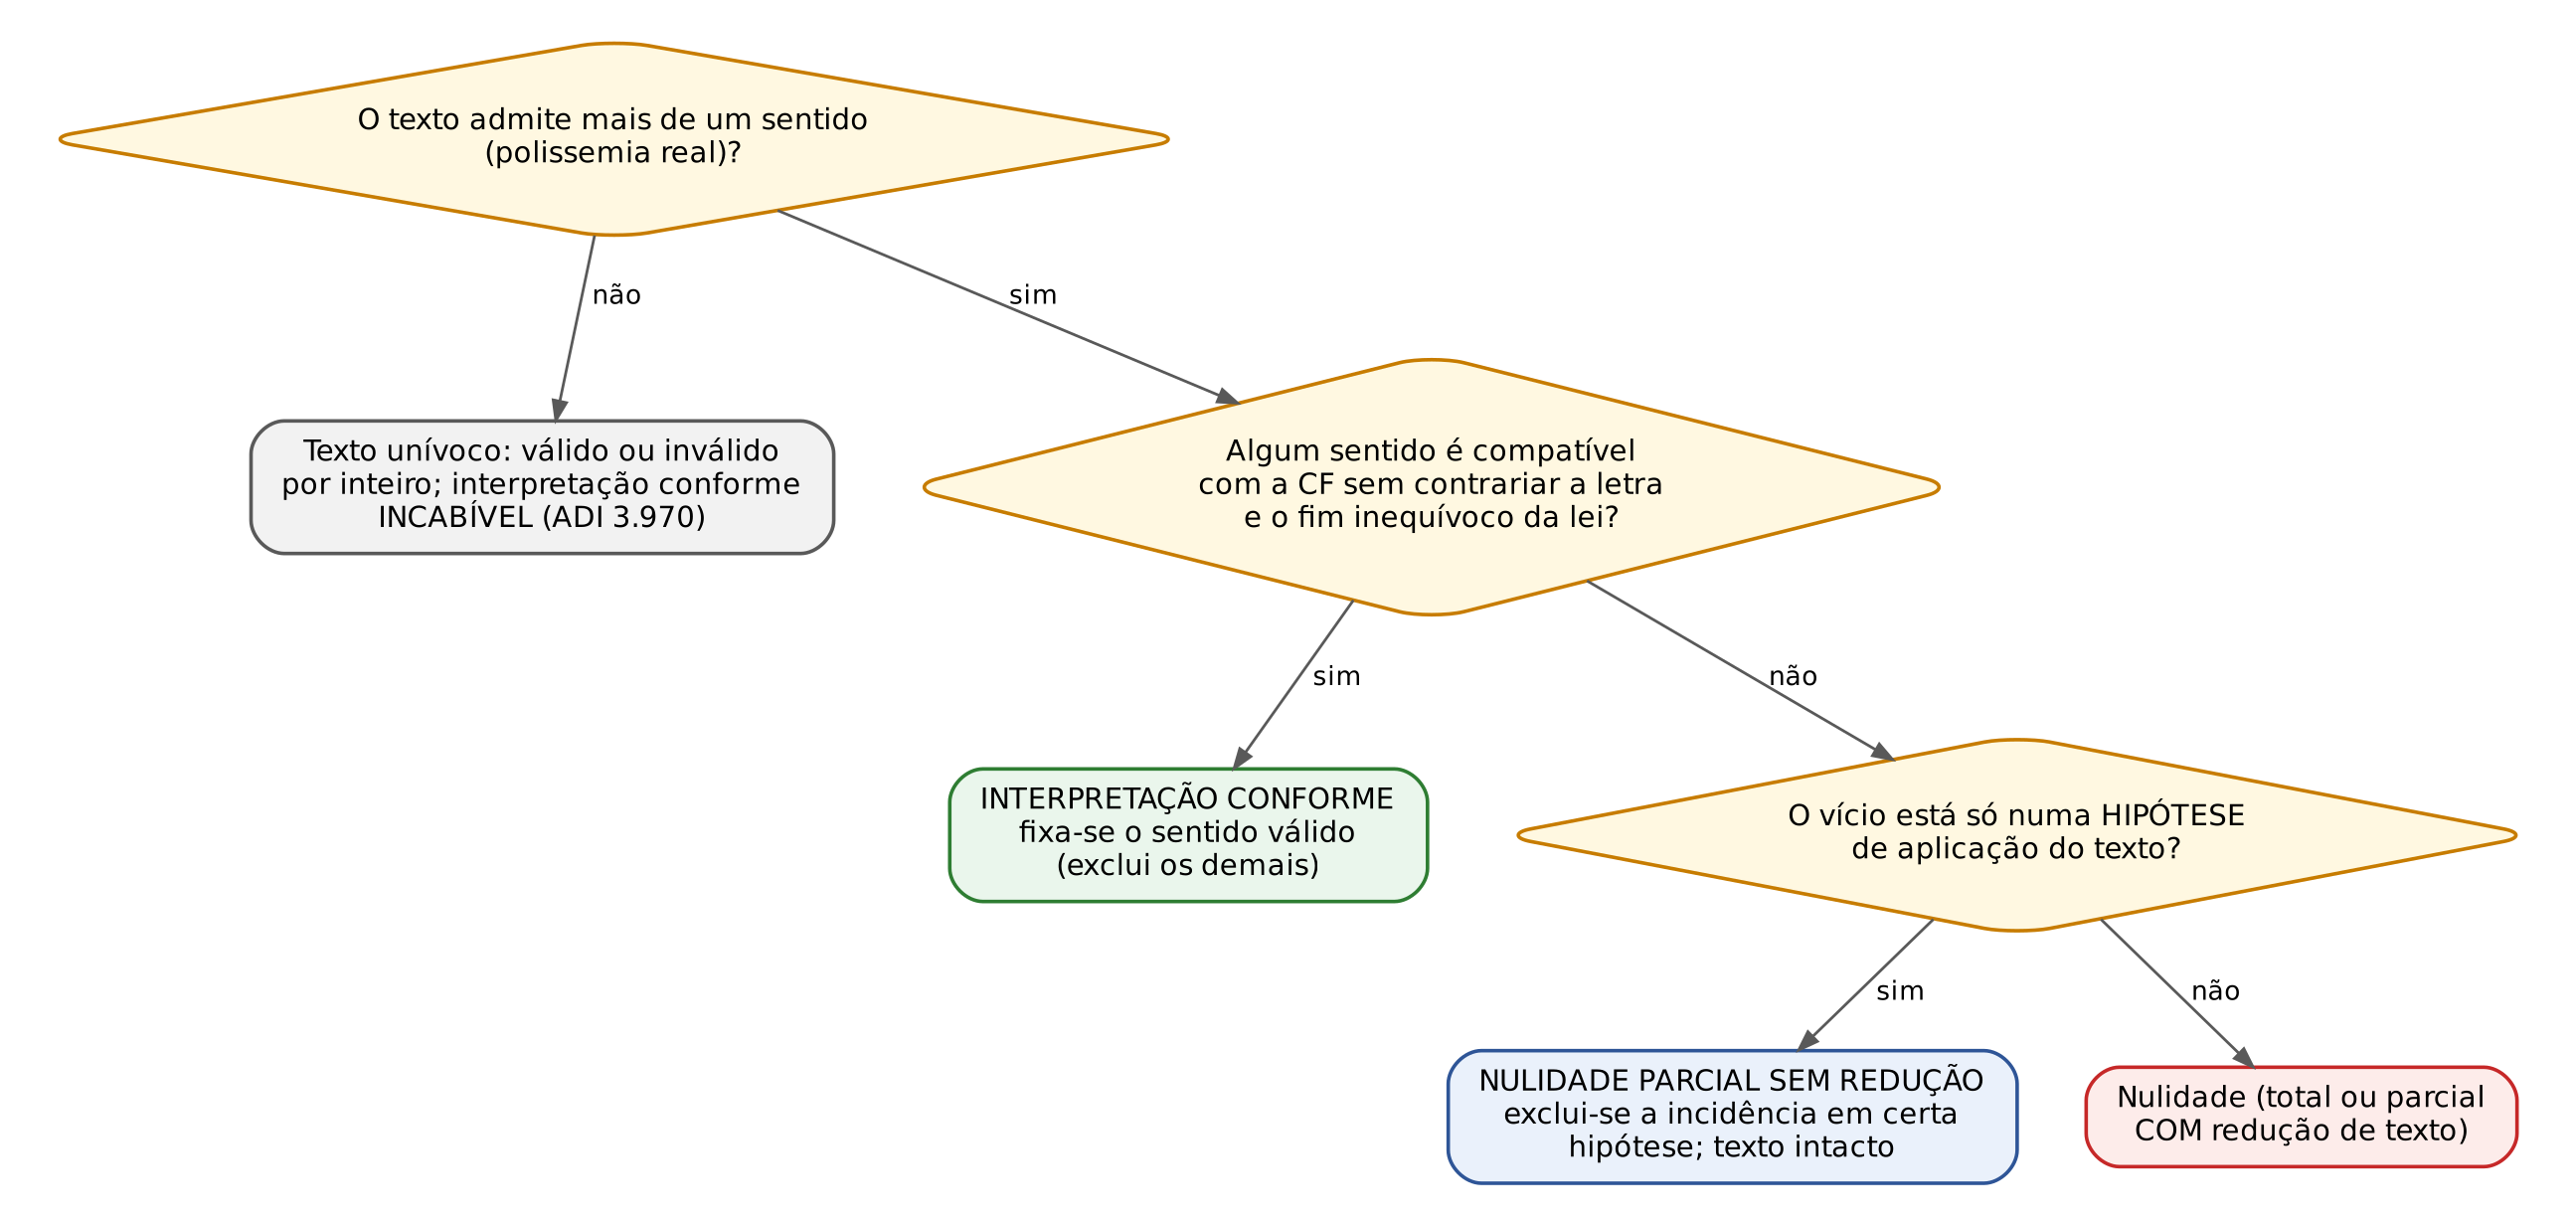 O texto admite mais de um sentido
(polissemia real)?
não
sim
Texto unívoco: válido ou inválido
por inteiro; interpretação conforme
INCABÍVEL (ADI 3.970)
Algum sentido é compatível
com a CF sem contrariar a letra
e o fim inequívoco da lei?
sim
não
INTERPRETAÇÃO CONFORME
fixa-se o sentido válido
(exclui os demais)
O vício está só numa HIPÓTESE
de aplicação do texto?
sim
não
NULIDADE PARCIAL SEM REDUÇÃO
exclui-se a incidência em certa
hipótese; texto intacto
Nulidade (total ou parcial
COM redução de texto)